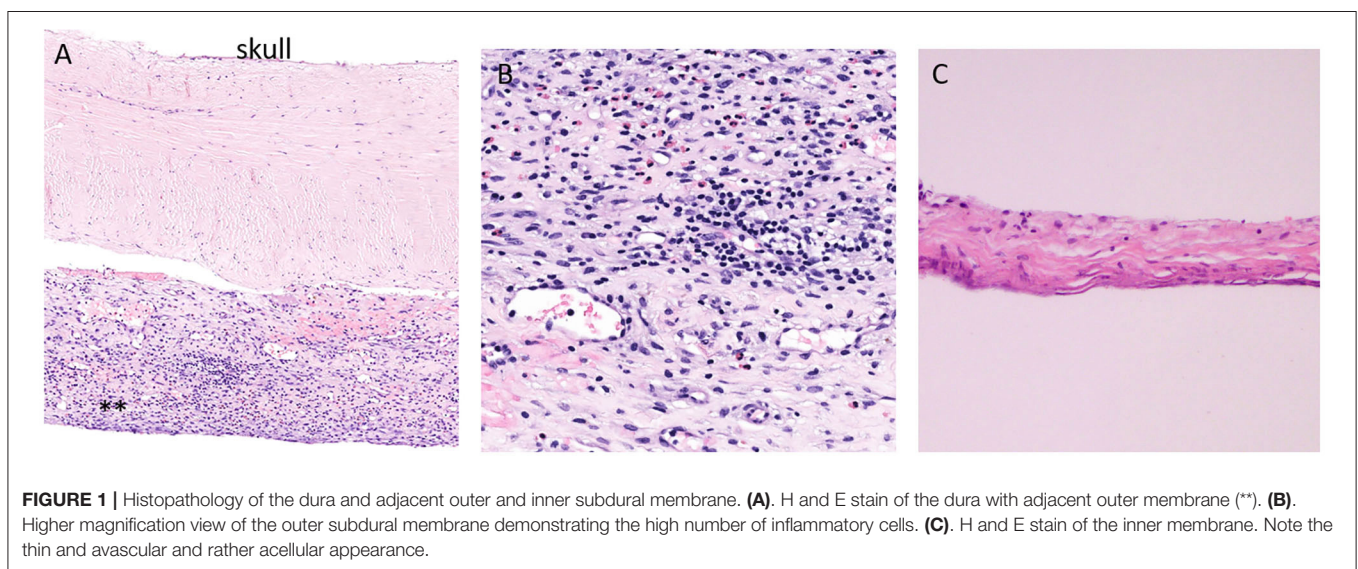 A
skull
B
C
**
FIGURE 1 | Histopathology of the dura and adjacent outer and inner subdural membrane. (A). H and E stain of the dura with adjacent outer membrane (**). (B).
Higher magnification view of the outer subdural membrane demonstrating the high number of inflammatory cells. (C). H and E stain of the inner membrane. Note the
thin and avascular and rather acellular appearance.